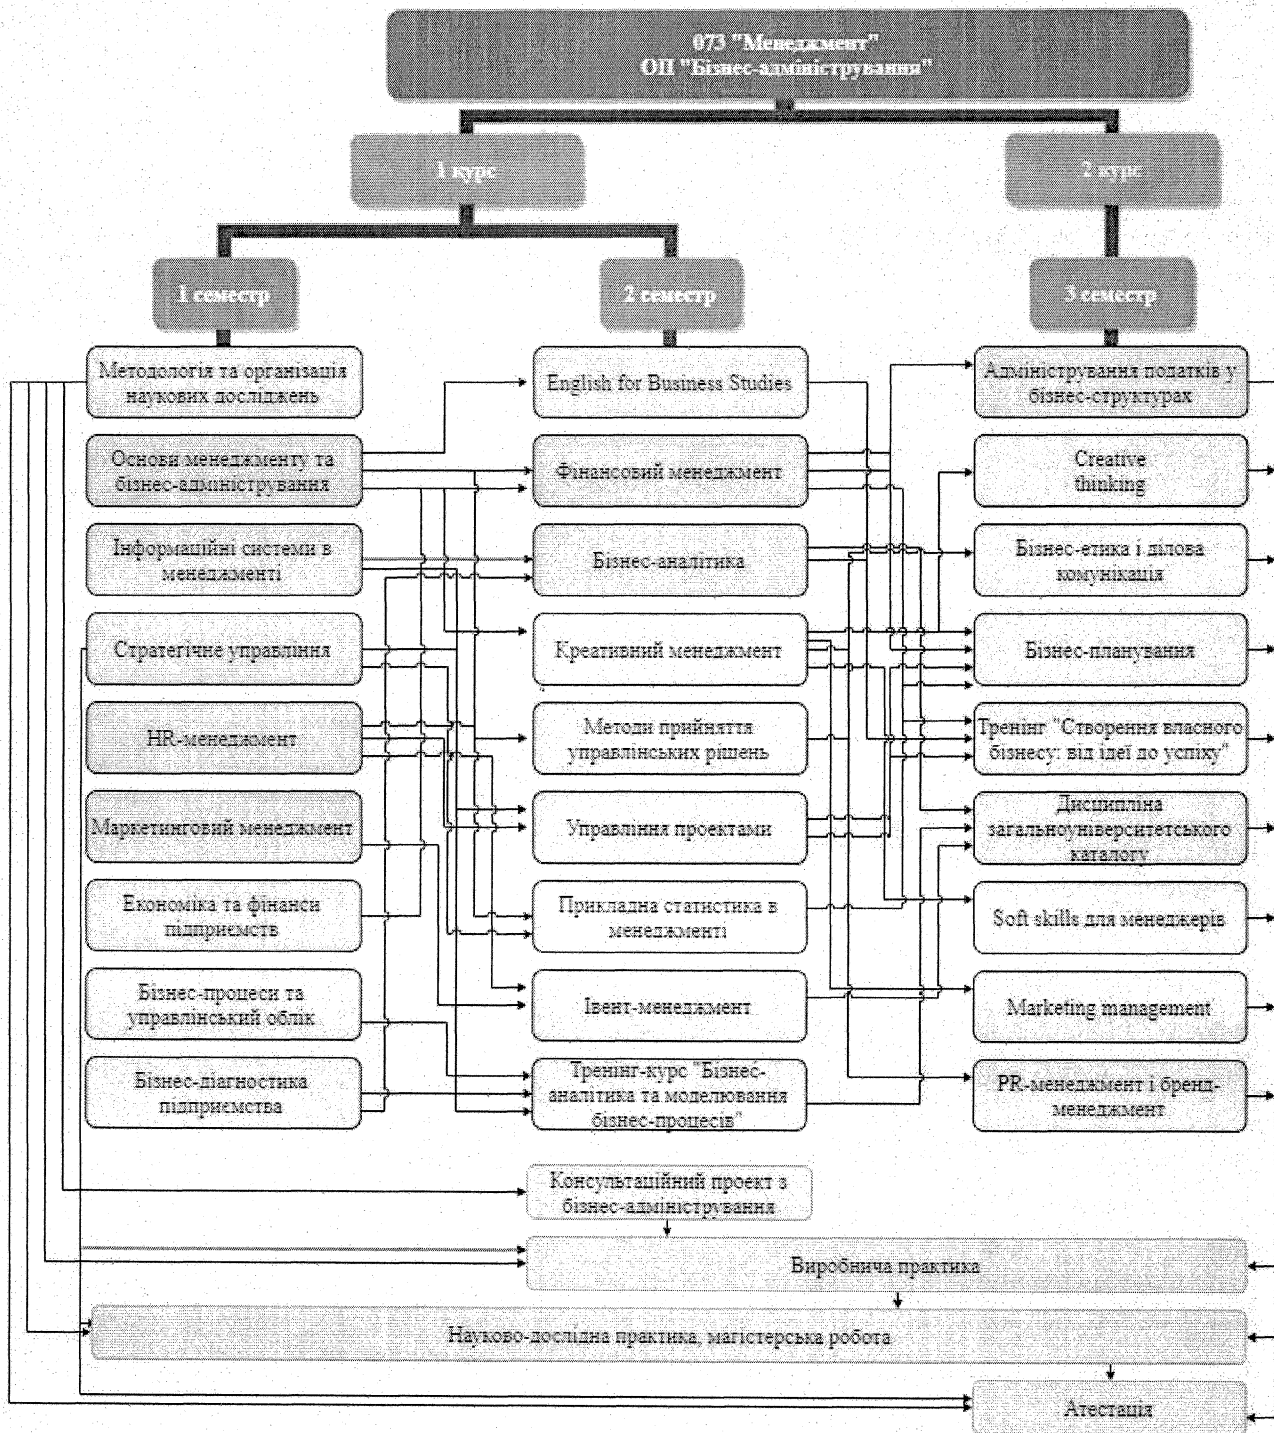 073 "Менеджмент"
ОП "Бізнес-адміністрування"
1 курс
2 курс
1 семестр
2 семестр
3 семестр
Методологія та організація
наукових досліджень
Основи менеджменту та
бізнес-адміністрування
Інформаційні системи в
менеджменті
Стратегічне управління
HR-менеджмент
Маркетинговий менеджмент
Економіка та фінанси
підприємств
Бізнес-процеси та
управлінський облік
Бізнес-діагностика
підприємства
English for Business Studies
Фінансовий менеджмент
Бізнес-аналітика
Креативний менеджмент
Методи прийняття
управлінських рішень
Управління проектами
Прикладна статистика в
менеджменті
Івент-менеджмент
Тренінг-курс "Бізнес-
аналітика та моделювання
бізнес-процесів"
Адміністрування податків у
бізнес-структурах
Creative
thinking
Бізнес-етика і ділова
комунікація
Бізнес-планування
Тренінг "Створення власного
бізнесу: від ідеї до успіху"
Дисципліна
загальноуніверситетського
каталогу
Soft skills для менеджерів
Marketing management
PR-менеджмент і бренд-
менеджмент
Консультаційний проект з
бізнес-адміністрування
Виробнича практика
Науково-дослідна практика, магістерська робота
Атестація